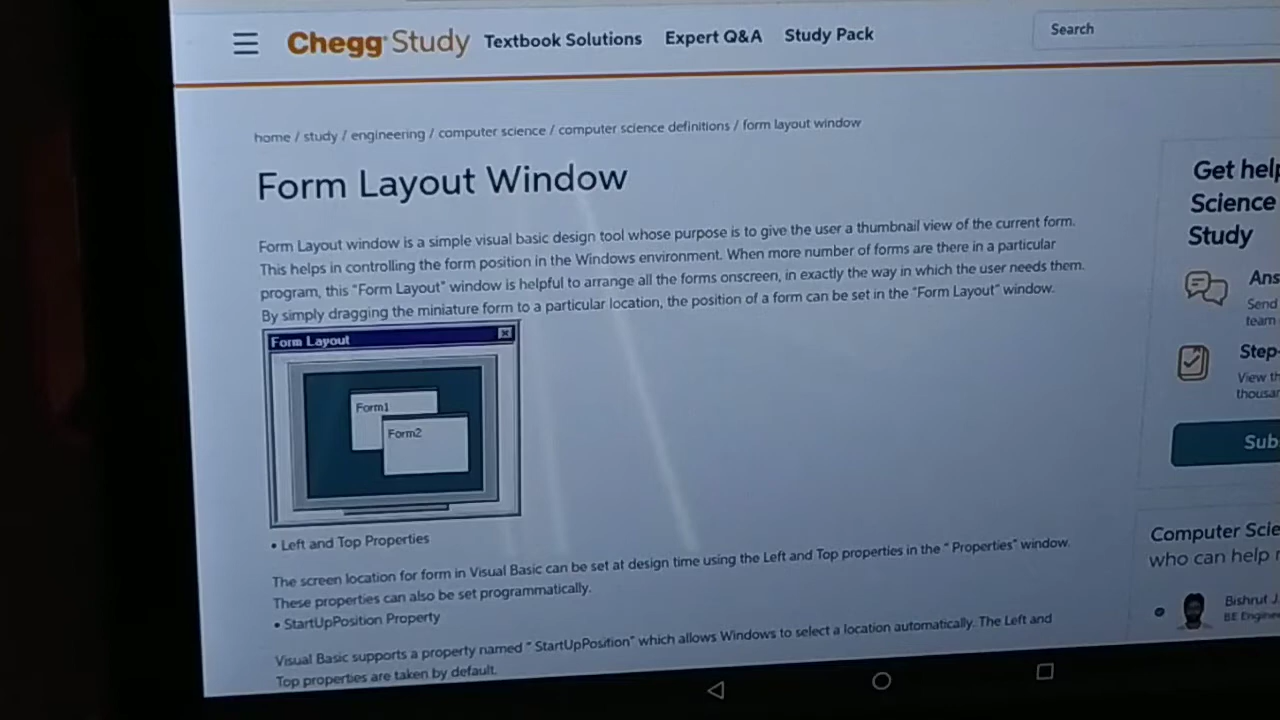 Chegg Study Textbook Solutions Expert Q&A Study Pack Search
home / study / engineering / computer science / computer science definitions / form layout window
Form Layout Window
Form Layout window is a simple visual basic design tool whose purpose is to give the user a thumbnail view of the current form.
This helps in controlling the form position in the Windows environment. When more number of forms are there in a particular
program, this "Form Layout" window is helpful to arrange all the forms onscreen, in exactly the way in which the user needs them.
By simply dragging the miniature form to a particular location, the position of a form can be set in the "Form Layout" window.
Form Layout
Form1
Form2
• Left and Top Properties
The screen location for form in Visual Basic can be set at design time using the Left and Top properties in the " Properties" window.
These properties can also be set programmatically.
• StartUpPosition Property
Visual Basic supports a property named " StartUpPosition" which allows Windows to select a location automatically. The Left and
Top properties are taken by default.
Get help
Science
Study
Send
team
Step-
View
Computer
who can help
Bishrut J.
BE